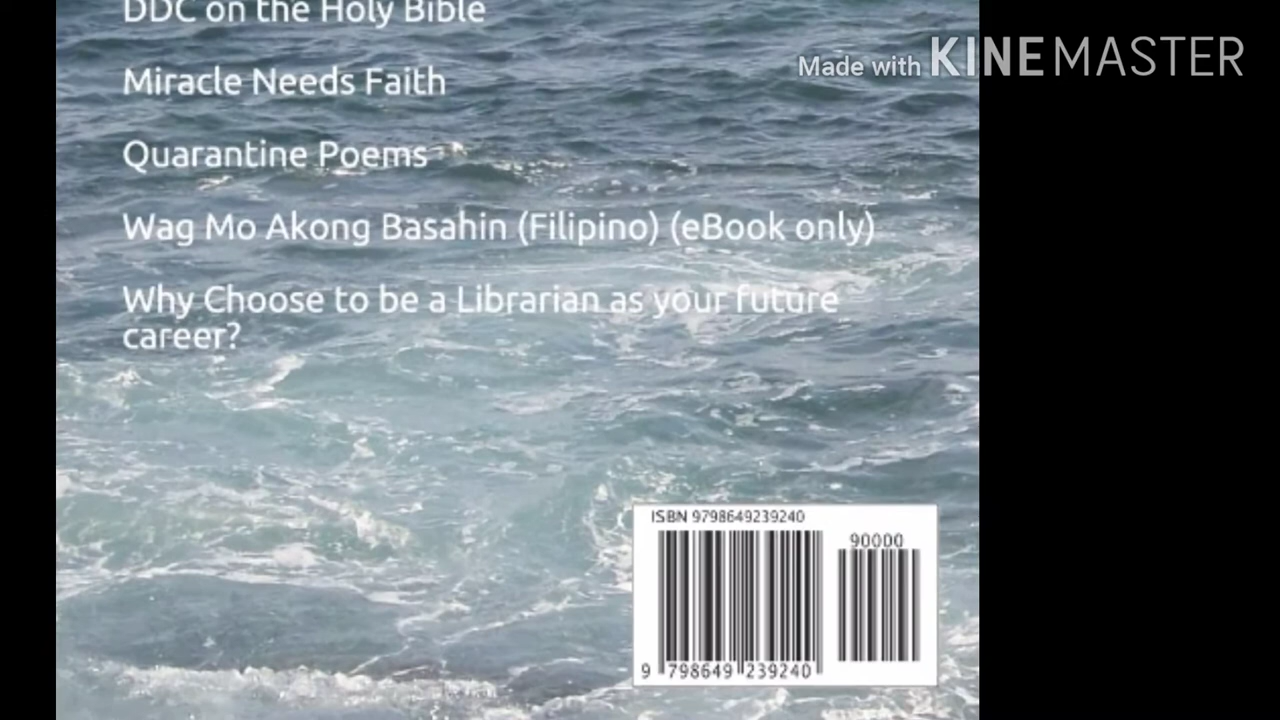 DDC on the Holy Bible
Made with KINEMASTER
Miracle Needs Faith
Quarantine Poems
Wag Mo Akong Basahin (Filipino) (eBook only)
Why Choose to be a Librarian as your future
career?
ISBN 9798649239240
90000
9 798649 239240